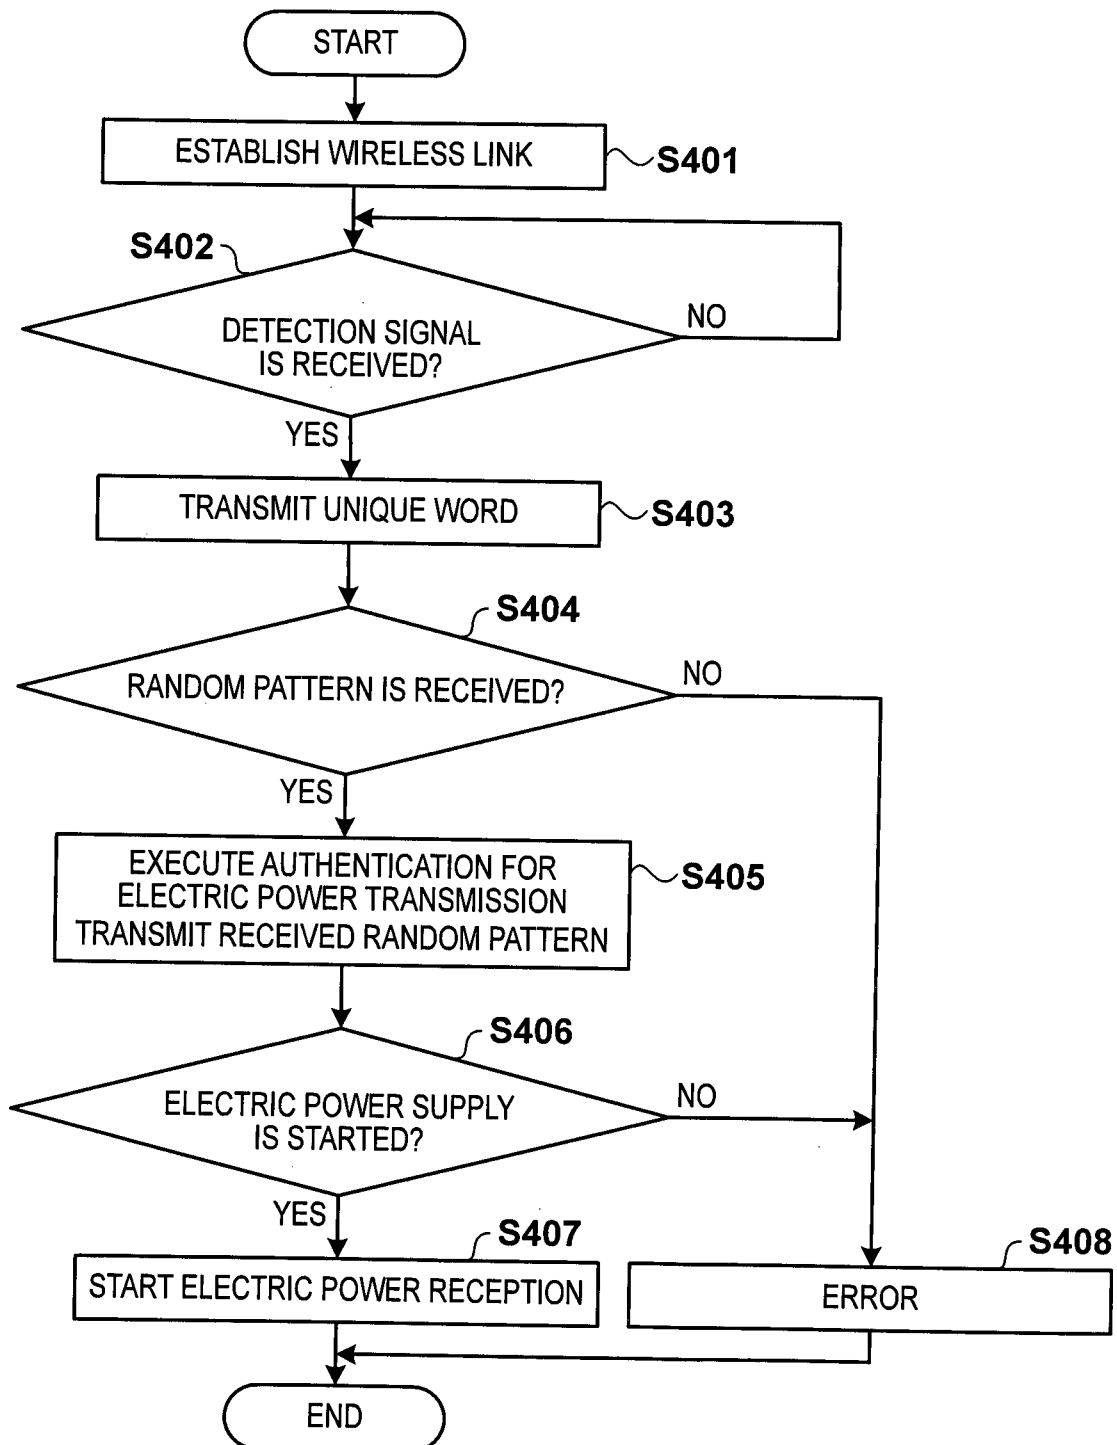 START
ESTABLISH WIRELESS LINK
S401
S402
DETECTION SIGNAL
IS RECEIVED?
NO
YES
TRANSMIT UNIQUE WORD
S403
S404
RANDOM PATTERN IS RECEIVED?
NO
YES
EXECUTE AUTHENTICATION FOR
ELECTRIC POWER TRANSMISSION
TRANSMIT RECEIVED RANDOM PATTERN
S405
S406
ELECTRIC POWER SUPPLY
IS STARTED?
NO
YES
S407
START ELECTRIC POWER RECEPTION
S408
ERROR
END